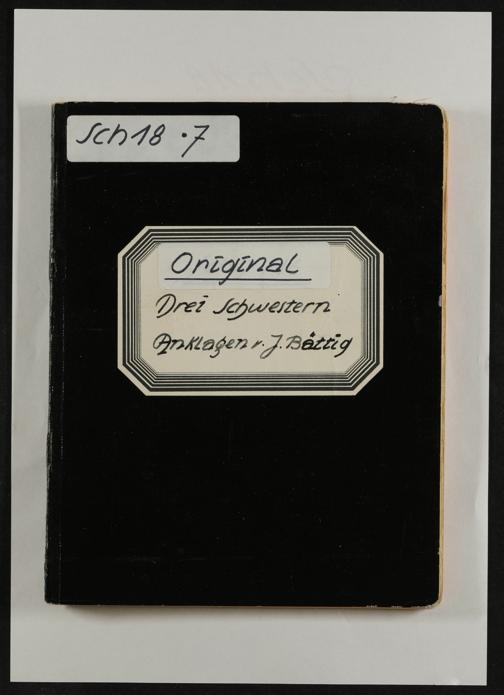 Sch18 · 7
Original
Drei Schwestern
Anklagen v. J. Bättig